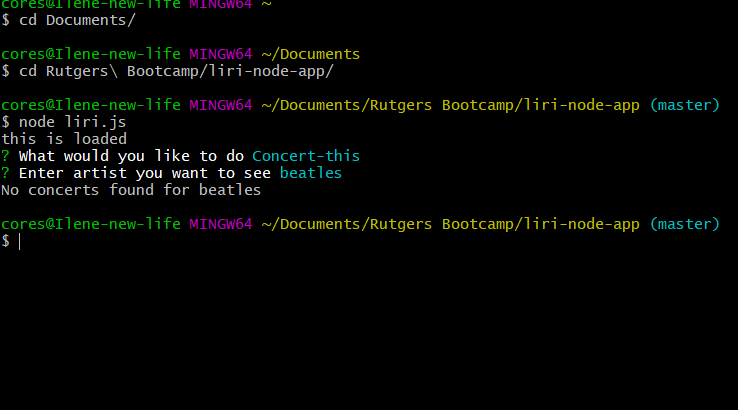 cores@Ilene-new-life MINGW64 ~
$ cd Documents/
cores@Ilene-new-life MINGW64 ~/Documents
$ cd Rutgers\ Bootcamp/liri-node-app/
cores@Ilene-new-life MINGW64 ~/Documents/Rutgers Bootcamp/liri-node-app (master)
$ node liri.js
this is loaded
? What would you like to do Concert-this
? Enter artist you want to see beatles
No concerts found for beatles
cores@Ilene-new-life MINGW64 ~/Documents/Rutgers Bootcamp/liri-node-app (master)
$